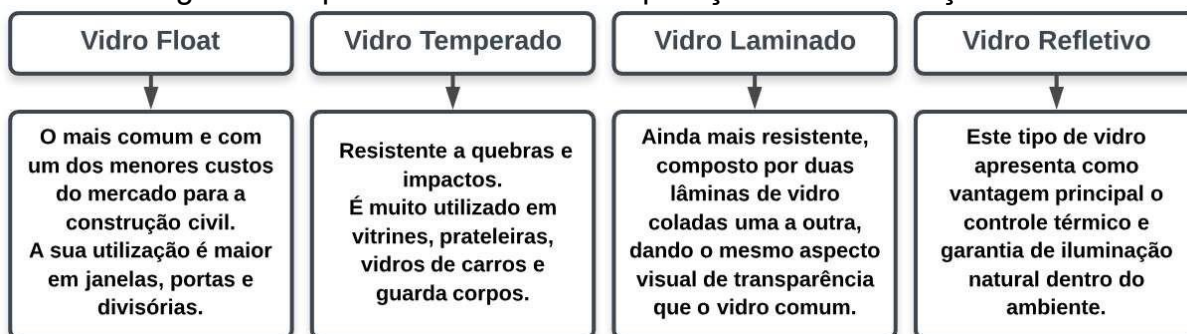 Vidro Float
O mais comum e com
um dos menores custos
do mercado para a
construção civil.
A sua utilização é maior
em janelas, portas e
divisórias.
Vidro Temperado
Resistente a quebras e
impactos.
É muito utilizado em
vitrines, prateleiras,
vidros de carros e
guarda corpos.
Vidro Laminado
Ainda mais resistente,
composto por duas
lâminas de vidro
coladas uma a outra,
dando o mesmo aspecto
visual de transparência
que o vidro comum.
Vidro Refletivo
Este tipo de vidro
apresenta como
vantagem principal o
controle térmico e
garantia de iluminação
natural dentro do
ambiente.